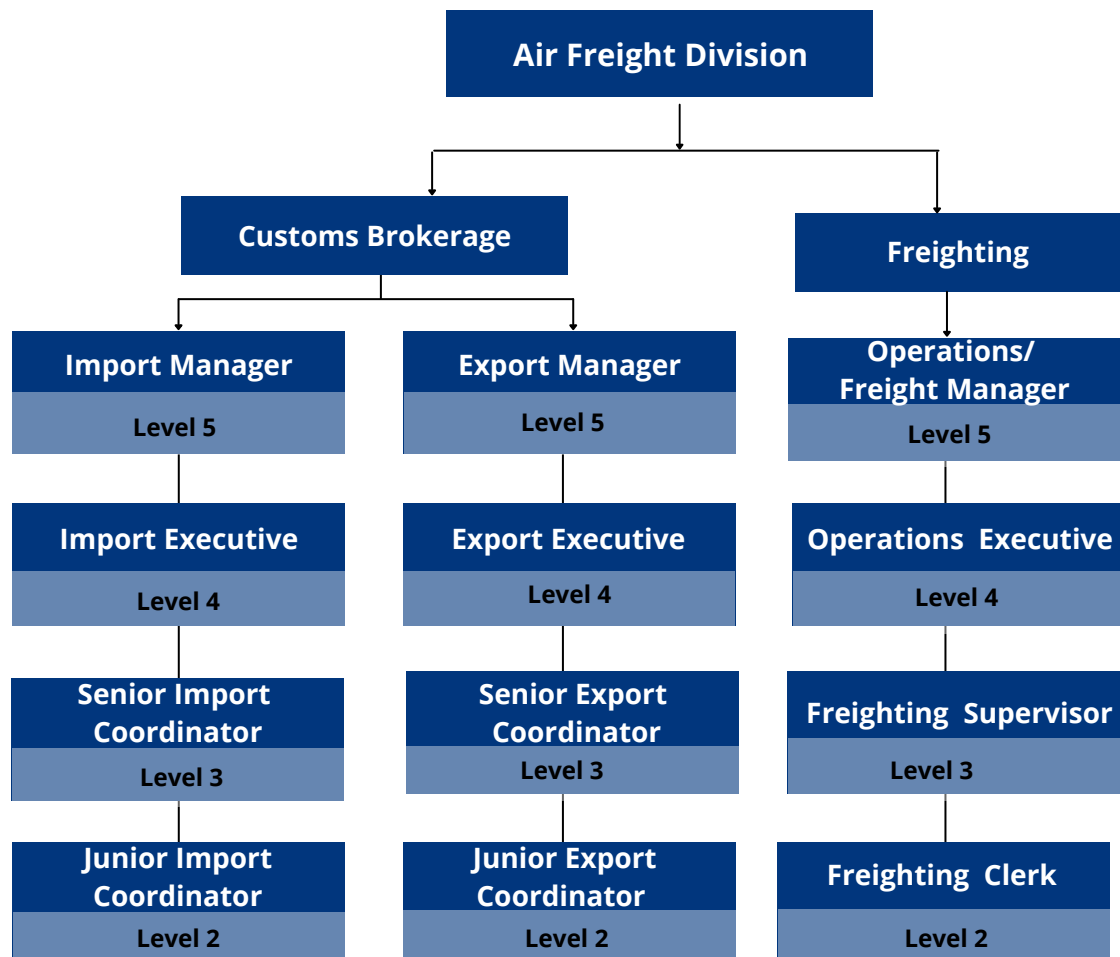 Air Freight Division
Customs Brokerage
Freighting
Import Manager
Level 5
Export Manager
Level 5
Operations/
Freight Manager
Level 5
Import Executive
Level 4
Export Executive
Level 4
Operations Executive
Level 4
Senior Import
Coordinator
Level 3
Senior Export
Coordinator
Level 3
Freighting Supervisor
Level 3
Junior Import
Coordinator
Level 2
Junior Export
Coordinator
Level 2
Freighting Clerk
Level 2